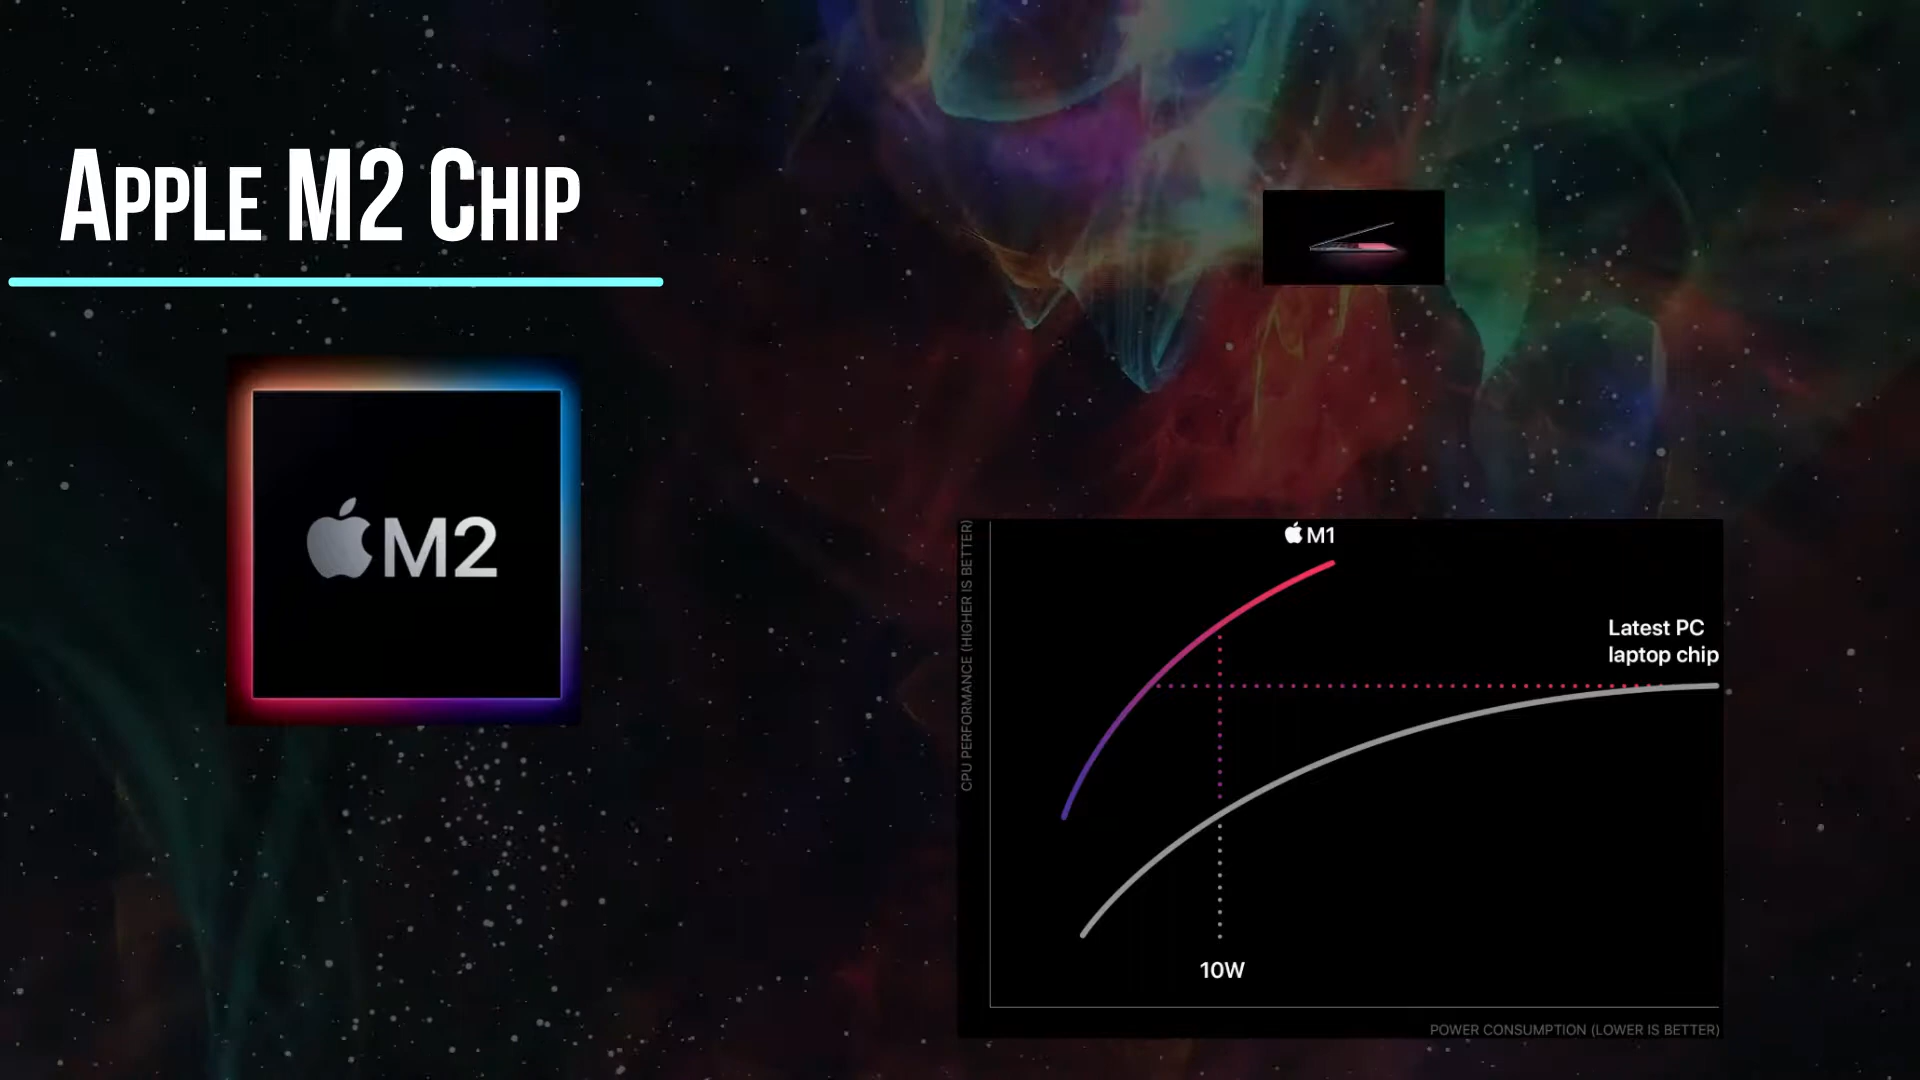 APPLE M2 CHIP
M2
M1
Latest PC
laptop chip
CPU PERFORMANCE (HIGHER IS BETTER)
10W
POWER CONSUMPTION (LOWER IS BETTER)